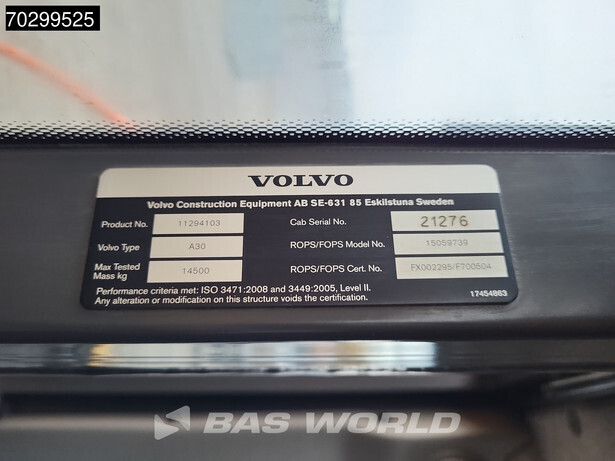 70299525
VOLVO
Volvo Construction Equipment AB SE-631 85 Eskilstuna Sweden
Product No. 11294103 Cab Serial No. 21276
Volvo Type A30 ROPS/FOPS Model No. 15059739
Max Tested Mass kg 14500 ROPS/FOPS Cert. No. FX002295/F700504
Performance criteria met: ISO 3471:2008 and 3449:2005, Level II.
Any alteration or modification on this structure voids the certification.
17454863
BAS WORLD